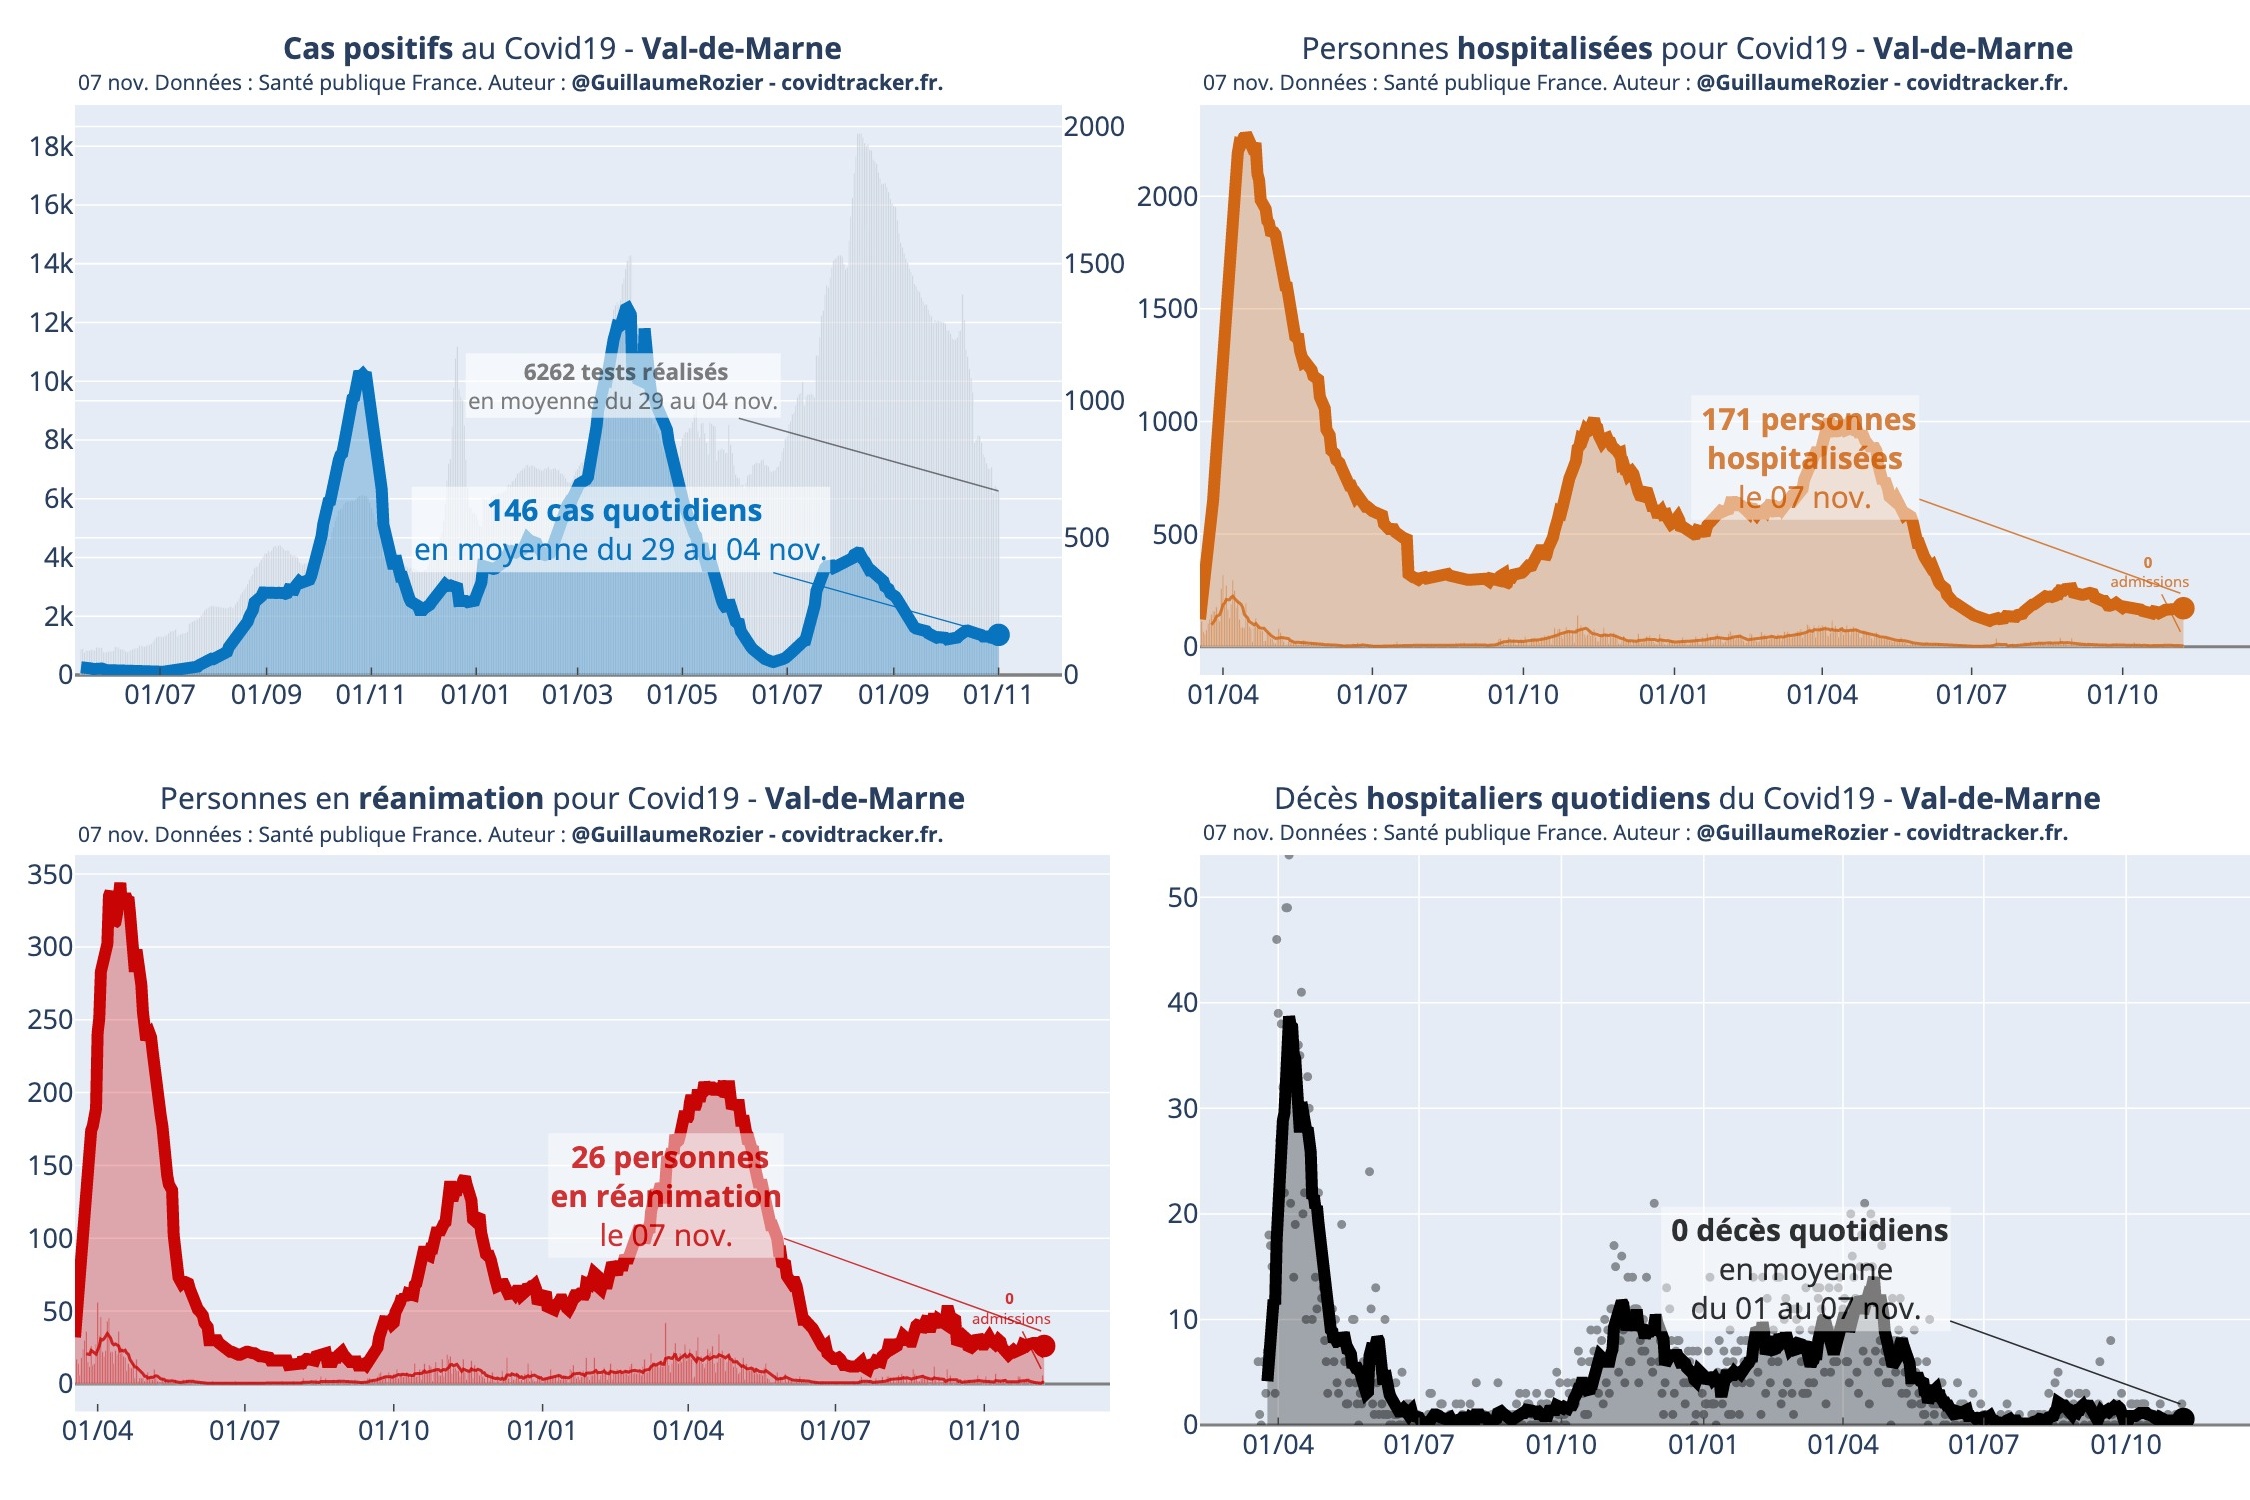 Cas positifs au Covid19 - Val-de-Marne
07 nov. Données : Santé publique France. Auteur : @GuillaumeRozier - covidtracker.fr.
18k
16k
14k
12k
10k
8k
6k
4k
2k
0
2000
1500
1000
500
0
6262 tests réalisés
en moyenne du 29 au 04 nov.
146 cas quotidiens
en moyenne du 29 au 04 nov.
01/07 01/09 01/11 01/01 01/03 01/05 01/07 01/09 01/11
Personnes hospitalisées pour Covid19 - Val-de-Marne
07 nov. Données : Santé publique France. Auteur : @GuillaumeRozier - covidtracker.fr.
2000
1500
1000
500
0
171 personnes
hospitalisées
le 07 nov.
0
admissions
01/04 01/07 01/10 01/01 01/04 01/07 01/10
Personnes en réanimation pour Covid19 - Val-de-Marne
07 nov. Données : Santé publique France. Auteur : @GuillaumeRozier - covidtracker.fr.
350
300
250
200
150
100
50
0
26 personnes
en réanimation
le 07 nov.
0
admissions
01/04 01/07 01/10 01/01 01/04 01/07 01/10
Décès hospitaliers quotidiens du Covid19 - Val-de-Marne
07 nov. Données : Santé publique France. Auteur : @GuillaumeRozier - covidtracker.fr.
50
40
30
20
10
0
0 décès quotidiens
en moyenne
du 01 au 07 nov.
01/04 01/07 01/10 01/01 01/04 01/07 01/10